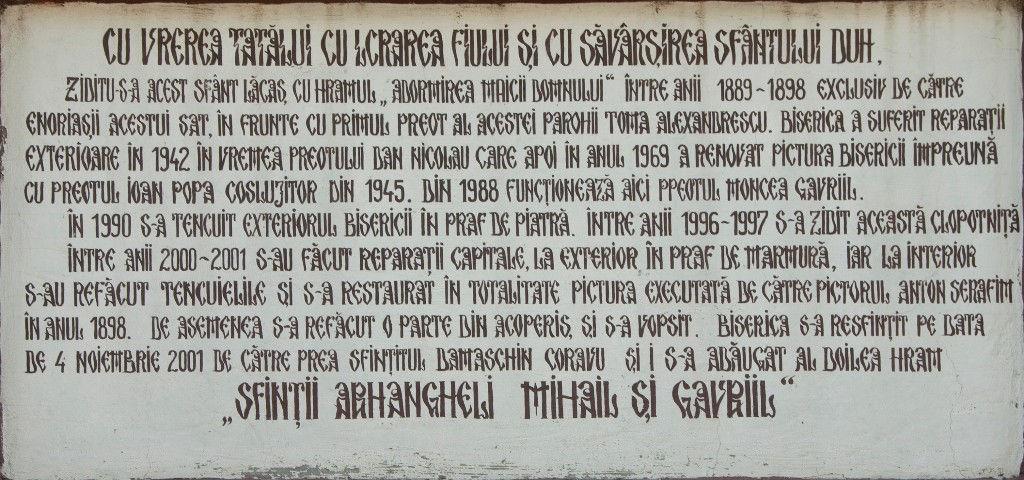 CU VREREA TATĂLUI CU LCRAREA FIULUI ȘI CU SĂVÂRȘIREA SFÂNTULUI DUH.
ZIDITU-S-A ACEST SFÂNT LĂCAȘ, CU HRAMUL „ADORMIREA MAICII DOMNULUI“ ÎNTRE ANII 1889~1898 EXCLUSIV DE CĂTRE
ENORIAȘII ACESTUI SAT, ÎN FRUNTE CU PRIMUL PREOT AL ACESTEI PAROHII TOMA ALEXANDRESCU. BISERICA A SUFERIT REPARAȚII
EXTERIOARE ÎN 1942 ÎN VREMEA PREOTULUI DAN NICOLAU CARE APOI ÎN ANUL 1969 A RENOVAT PICTURA BISERICII ÎMPREUNĂ
CU PREOTUL IOAN POPA COSLUJITOR DIN 1945. DIN 1988 FUNCȚIONEAZĂ AICI PPEOTUL MONCEA GAVRIIL.
ÎN 1990 S-A TENCUIT EXTERIORUL BISERICII ÎN PRAF DE PIATRĂ. ÎNTRE ANII 1996~1997 S-A ZIDIT ACEASTĂ CLOPOTNIȚĂ
ÎNTRE ANII 2000~2001 S-AU FĂCUT REPARAȚII CAPITALE, LA EXTERIOR ÎN PRAF DE MARMURĂ, IAR LA INTERIOR
S-AU REFĂCUT TENCUIELILE ȘI S-A RESTAURAT ÎN TOTALITATE PICTURA EXECUTATĂ DE CĂTRE PICTORUL ANTON SERAFIM
ÎN ANUL 1898. DE ASEMENEA S-A REFĂCUT O PARTE DIN ACOPERIȘ, ȘI S-A VOPSIT. BISERICA S-A RESFINȚIT PE DATA
DE 4 NOIEMBRIE 2001 DE CĂTRE PREA SFINȚITUL DAMASCHIN CORAVU ȘI I S-A ADĂUGAT AL DOILEA HRAM
„SFINȚII ARHANGHELI MIHAIL ȘI GAVRIIL“